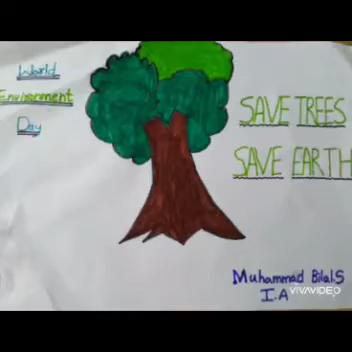 World
Environment
Day
SAVE TREES
SAVE EARTH
Muhammad Bilal.S
I.A
VIVAVIDEO